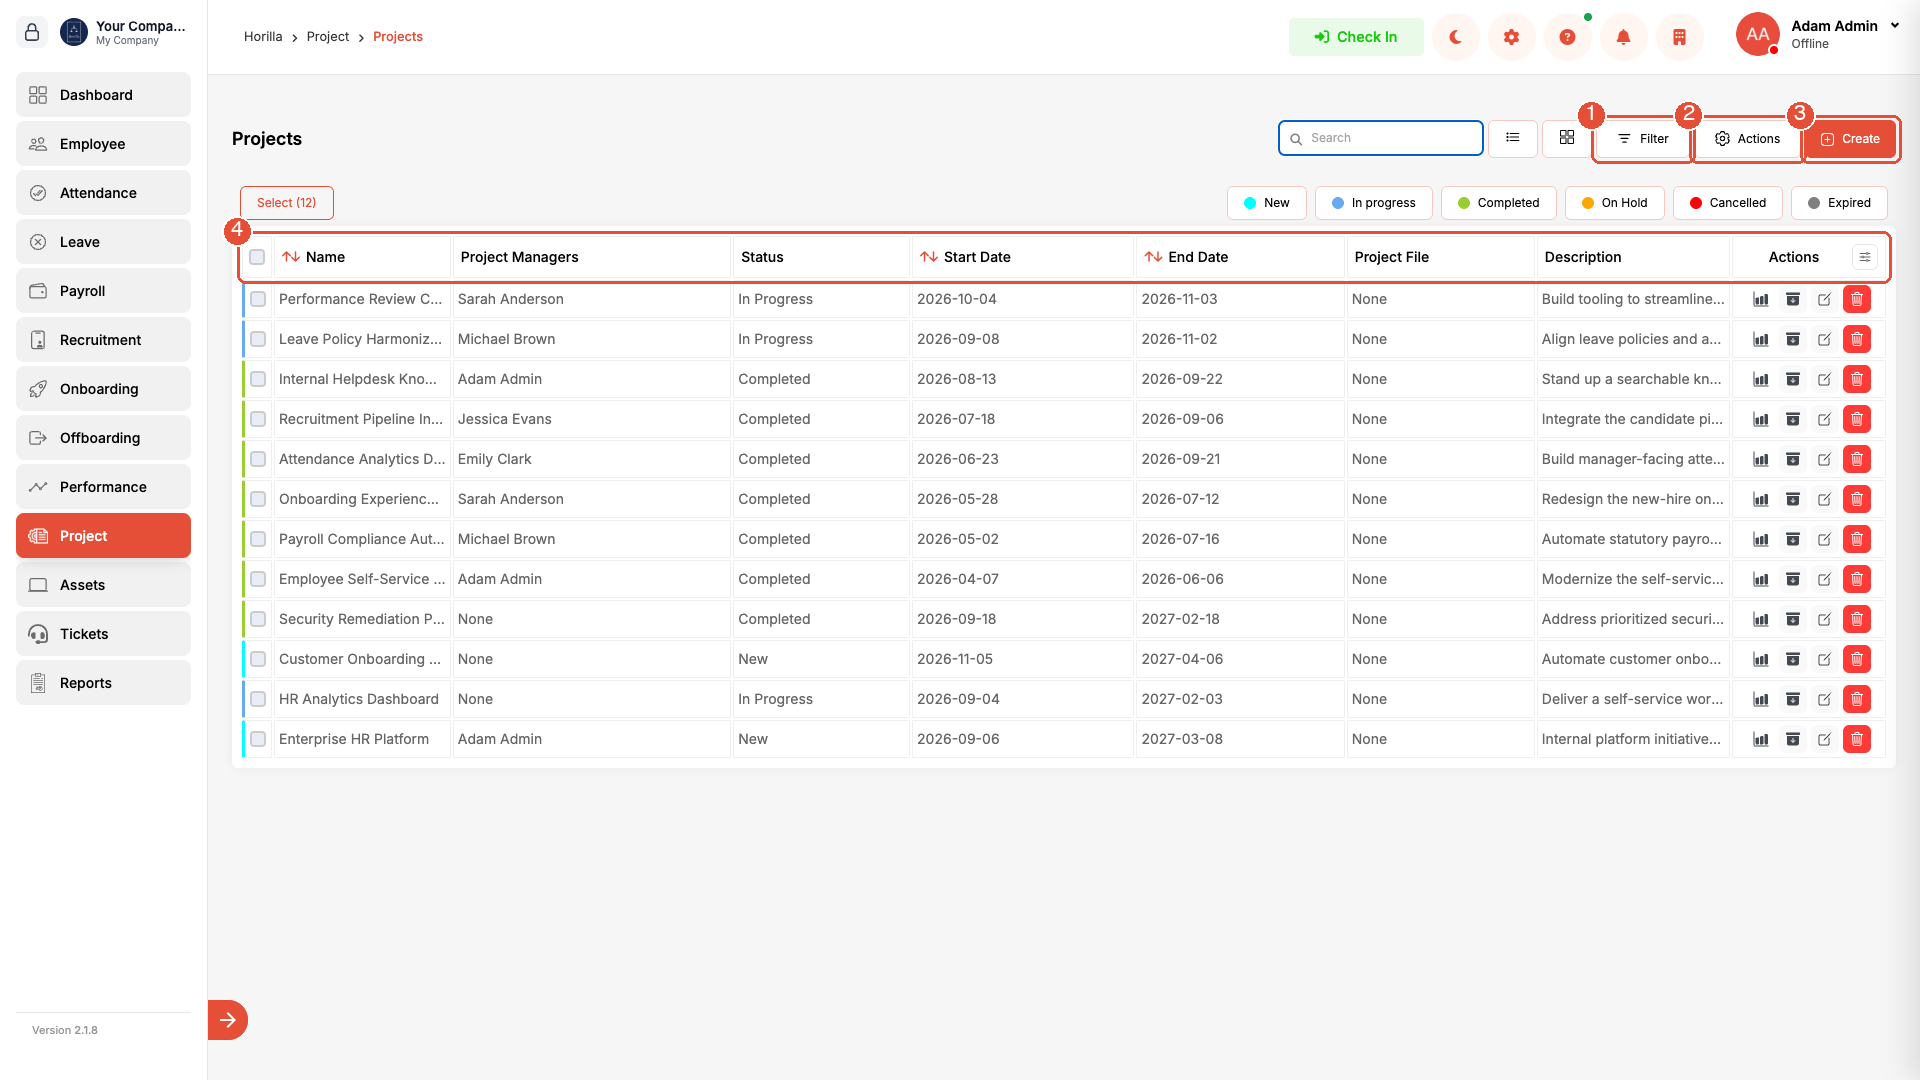 Your Compa...
My Company
Horilla > Project > Projects
Check In
AA
Adam Admin
Offline
Dashboard
Employee
Attendance
Leave
Payroll
Recruitment
Onboarding
Offboarding
Performance
Project
Assets
Tickets
Reports
Version 2.1.8
Projects
Search
1
Filter
2
Actions
3
Create
Select (12)
New
In progress
Completed
On Hold
Cancelled
Expired
4
Name Project Managers Status Start Date End Date Project File Description Actions
Performance Review C... Sarah Anderson In Progress 2026-10-04 2026-11-03 None Build tooling to streamline...
Leave Policy Harmoniz... Michael Brown In Progress 2026-09-08 2026-11-02 None Align leave policies and a...
Internal Helpdesk Kno... Adam Admin Completed 2026-08-13 2026-09-22 None Stand up a searchable kn...
Recruitment Pipeline In... Jessica Evans Completed 2026-07-18 2026-09-06 None Integrate the candidate pi...
Attendance Analytics D... Emily Clark Completed 2026-06-23 2026-09-21 None Build manager-facing atte...
Onboarding Experienc... Sarah Anderson Completed 2026-05-28 2026-07-12 None Redesign the new-hire on...
Payroll Compliance Aut... Michael Brown Completed 2026-05-02 2026-07-16 None Automate statutory payro...
Employee Self-Service ... Adam Admin Completed 2026-04-07 2026-06-06 None Modernize the self-servic...
Security Remediation P... None Completed 2026-09-18 2027-02-18 None Address prioritized securi...
Customer Onboarding ... None New 2026-11-05 2027-04-06 None Automate customer onbo...
HR Analytics Dashboard None In Progress 2026-09-04 2027-02-03 None Deliver a self-service wor...
Enterprise HR Platform Adam Admin New 2026-09-06 2027-03-08 None Internal platform initiative...